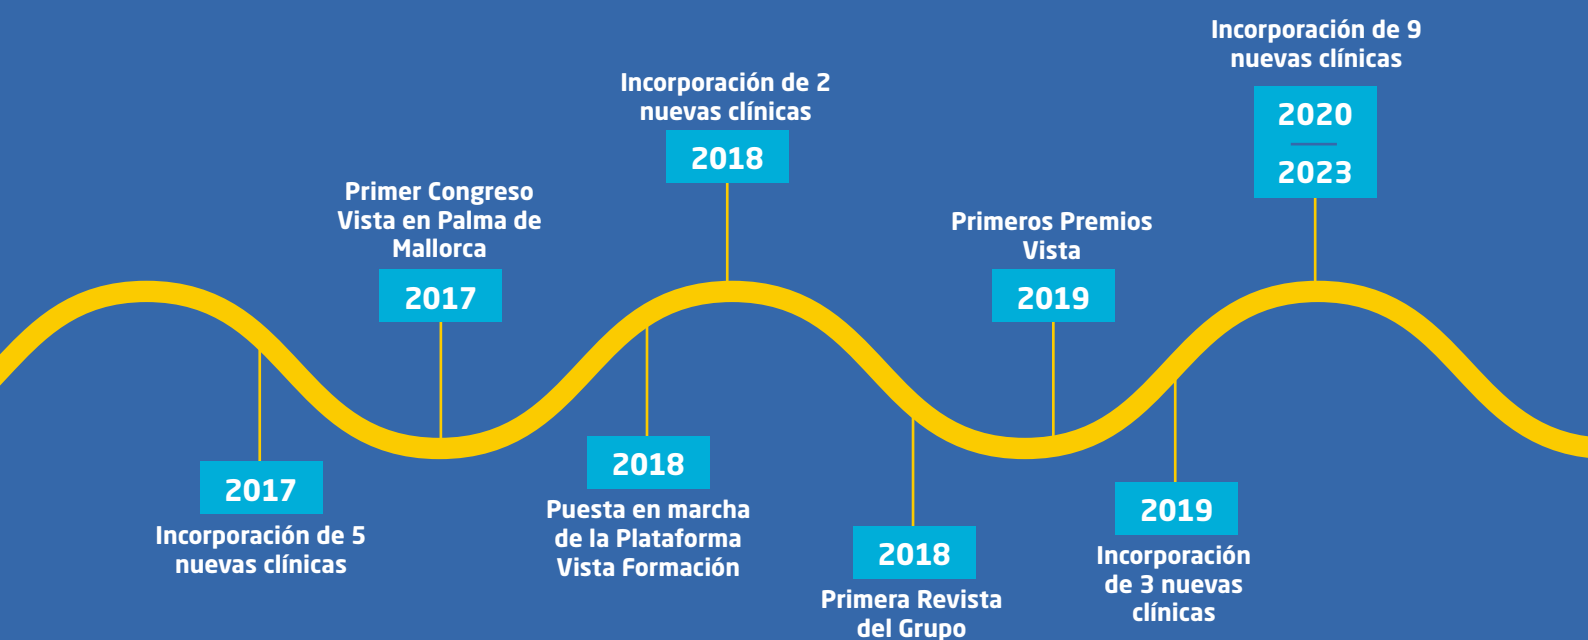 2017
Incorporación de 5
nuevas clínicas
Primer Congreso
Vista en Palma de
Mallorca
2017
2018
Puesta en marcha
de la Plataforma
Vista Formación
Incorporación de 2
nuevas clínicas
2018
2018
Primera Revista
del Grupo
Primeros Premios
Vista
2019
2019
Incorporación
de 3 nuevas
clínicas
Incorporación de 9
nuevas clínicas
2020
2023